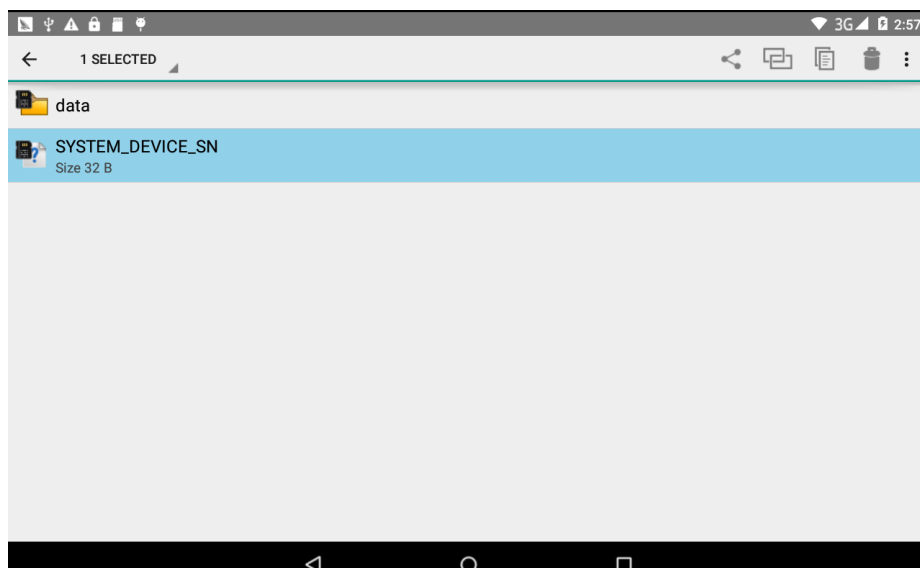 3G 2:57
1 SELECTED
data
SYSTEM_DEVICE_SN
Size 32 B